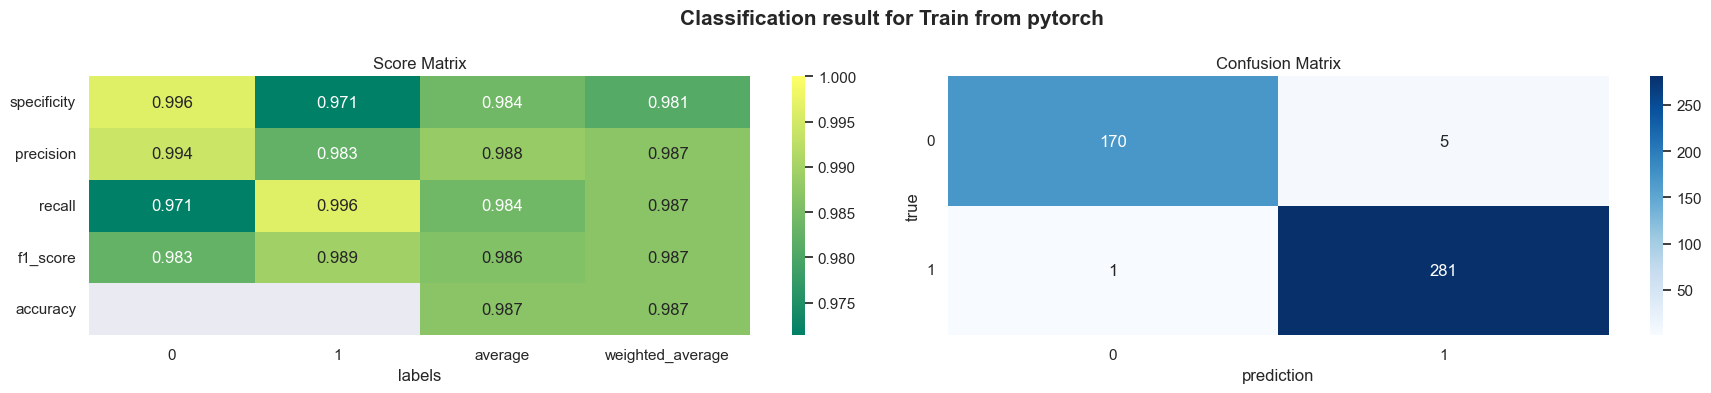 Classification result for Train from pytorch
Score Matrix
specificity 0.996 0.971 0.984 0.981
precision 0.994 0.983 0.988 0.987
recall 0.971 0.996 0.984 0.987
f1_score 0.983 0.989 0.986 0.987
accuracy 0.987 0.987
0 1 average weighted_average
labels
1.000
0.995
0.990
0.985
0.980
0.975
Confusion Matrix
true
0 170 5
1 1 281
0 1
prediction
250
200
150
100
50